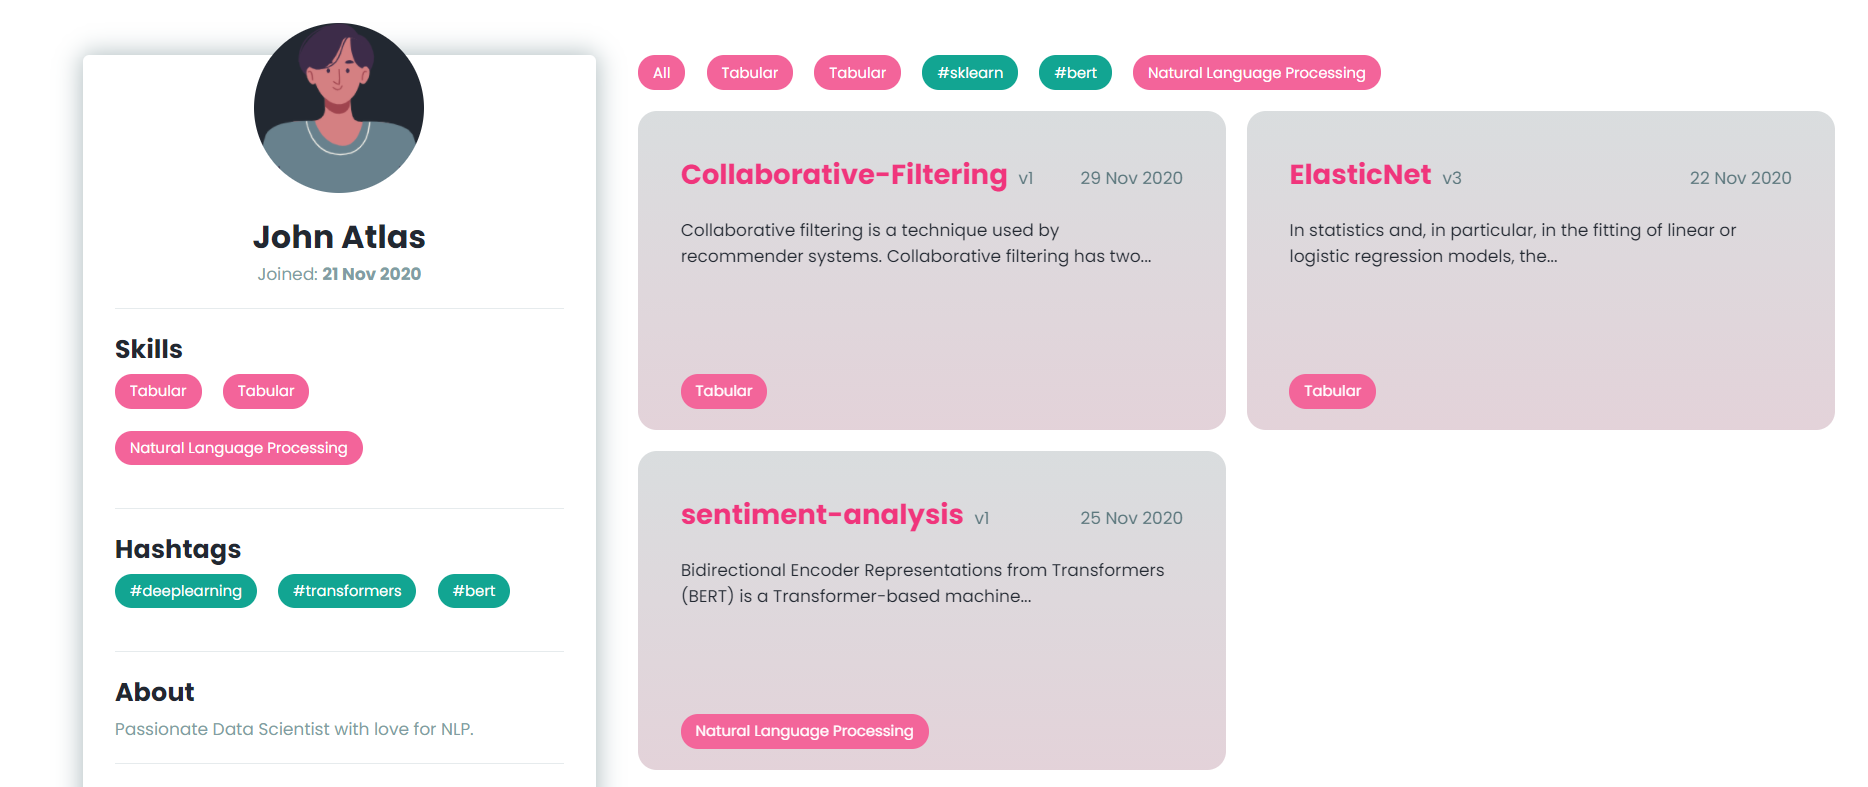 John Atlas
Joined: 21 Nov 2020
Skills
Tabular Tabular
Natural Language Processing
Hashtags
#deeplearning #transformers #bert
About
Passionate Data Scientist with love for NLP.
All Tabular Tabular #sklearn #bert Natural Language Processing
Collaborative-Filtering v1 29 Nov 2020
Collaborative filtering is a technique used by
recommender systems. Collaborative filtering has two...
Tabular
ElasticNet v3 22 Nov 2020
In statistics and, in particular, in the fitting of linear or
logistic regression models, the...
Tabular
sentiment-analysis v1 25 Nov 2020
Bidirectional Encoder Representations from Transformers
(BERT) is a Transformer-based machine...
Natural Language Processing